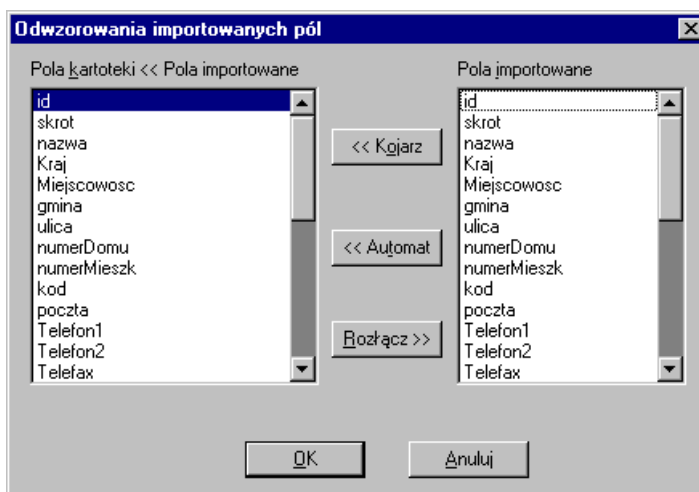 Odwzorowania importowanych pól
Pola kartoteki << Pola importowane
id
skrot
nazwa
Kraj
Miejscowosc
gmina
ulica
numerDomu
numerMieszk
kod
poczta
Telefon1
Telefon2
Telefax
<< Kojarz
<< Automat
Rozłącz >>
Pola importowane
id
skrot
nazwa
Kraj
Miejscowosc
gmina
ulica
numerDomu
numerMieszk
kod
poczta
Telefon1
Telefon2
Telefax
OK
Anuluj